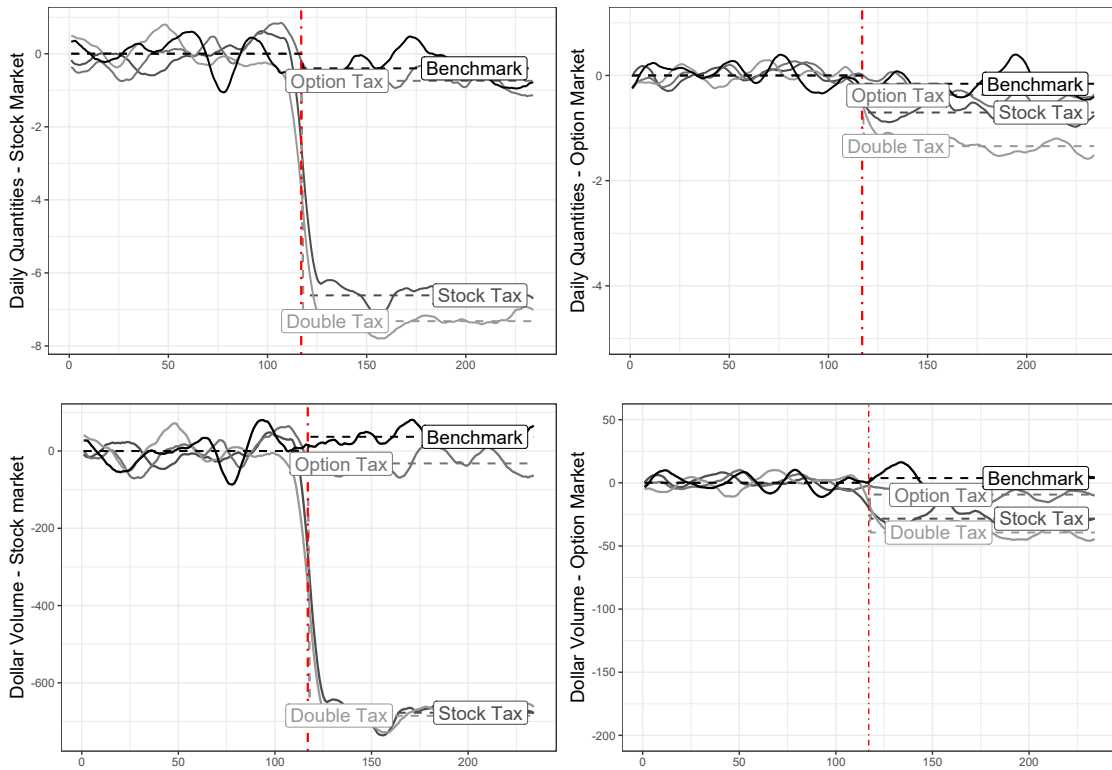 Daily Quantities - Stock Market
0
-2
-4
-6
-8
Benchmark
Option Tax
Stock Tax
Double Tax
0
50
100
150
200
Daily Quantities - Option Market
0
-2
-4
Benchmark
Option Tax
Stock Tax
Double Tax
0
50
100
150
200
Dollar Volume - Stock market
0
-200
-400
-600
Benchmark
Option Tax
Double Tax
Stock Tax
0
50
100
150
200
Dollar Volume - Option Market
50
0
-50
-100
-150
-200
Benchmark
Option Tax
Stock Tax
Double Tax
0
50
100
150
200